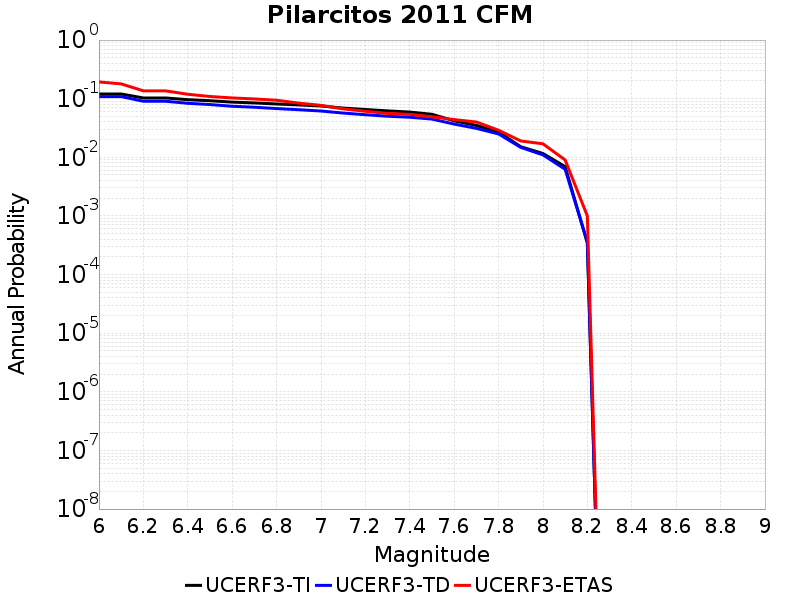 Pilarcitos 2011 CFM
10^0
10^-1
10^-2
10^-3
10^-4
10^-5
10^-6
10^-7
10^-8
Annual Probability
6 6.2 6.4 6.6 6.8 7 7.2 7.4 7.6 7.8 8 8.2 8.4 8.6 8.8 9
Magnitude
UCERF3-TI UCERF3-TD UCERF3-ETAS